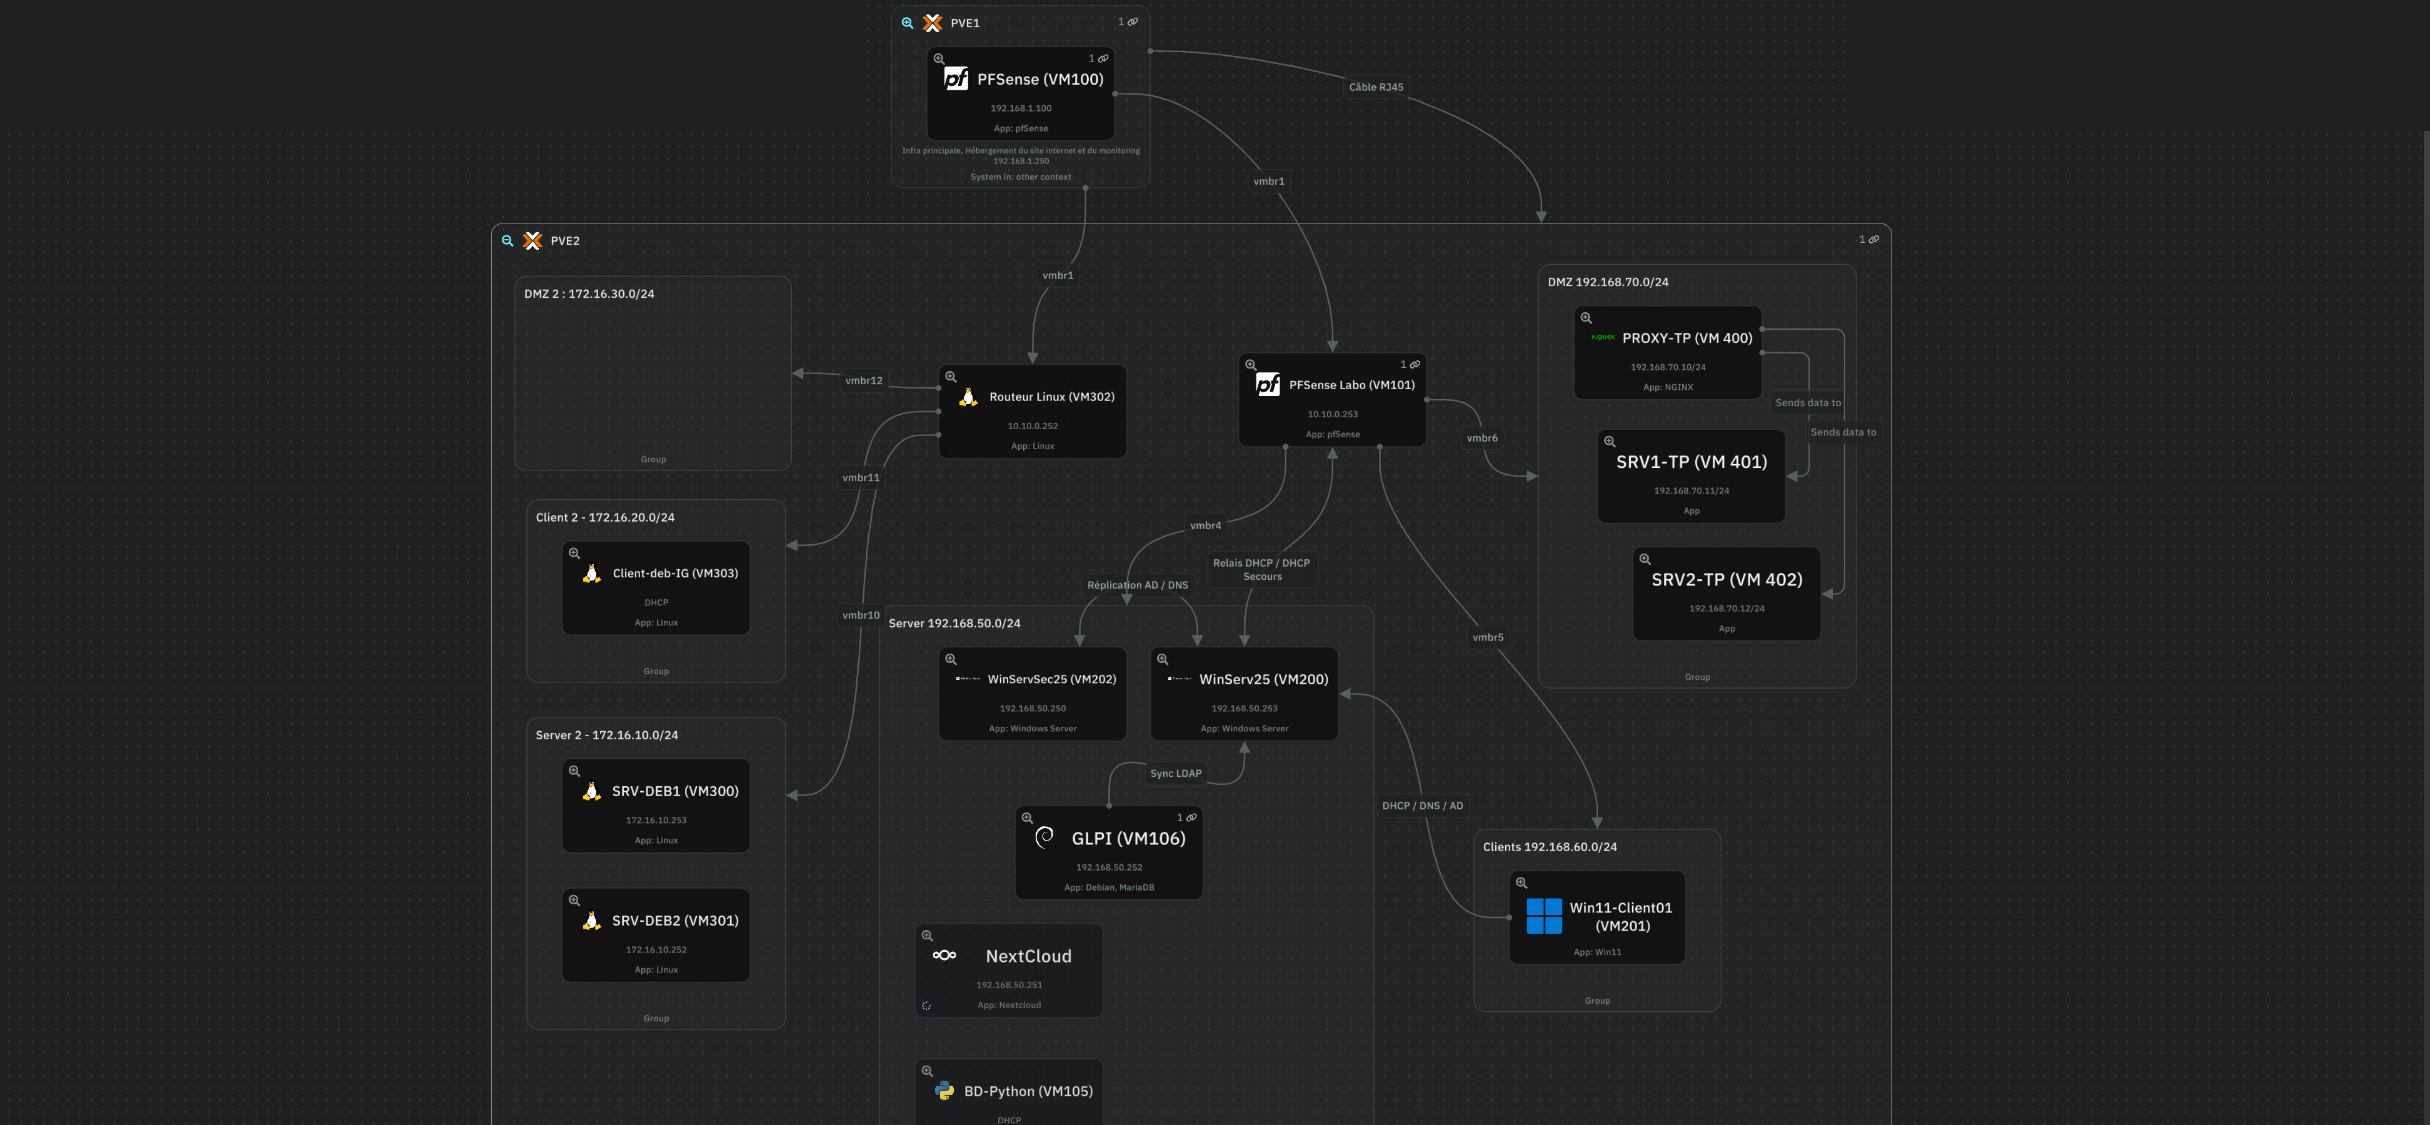 PVE1
1
1
pf
PFSense (VM100)
192.168.1.100
App: pfSense
Infra principale, Hébergement du site internet et du monitoring
192.168.1.250
System in: other context
Câble RJ45
vmbr1
vmbr1
PVE2
1
DMZ 2 : 172.16.30.0/24
Group
vmbr12
Routeur Linux (VM302)
10.10.0.252
App: Linux
1
pf
PFSense Labo (VM101)
10.10.0.253
App: pfSense
vmbr6
DMZ 192.168.70.0/24
NGINX
PROXY-TP (VM 400)
192.168.70.10/24
App: NGINX
Sends data to
Sends data to
SRV1-TP (VM 401)
192.168.70.11/24
App
SRV2-TP (VM 402)
192.168.70.12/24
App
Group
vmbr11
Client 2 - 172.16.20.0/24
Client-deb-IG (VM303)
DHCP
App: Linux
Group
vmbr4
Relais DHCP / DHCP
Secours
Réplication AD / DNS
vmbr10
vmbr5
Server 192.168.50.0/24
WinServSec25 (VM202)
192.168.50.250
App: Windows Server
WinServ25 (VM200)
192.168.50.253
App: Windows Server
Server 2 - 172.16.10.0/24
SRV-DEB1 (VM300)
172.16.10.253
App: Linux
SRV-DEB2 (VM301)
172.16.10.252
App: Linux
Group
Sync LDAP
DHCP / DNS / AD
1
GLPI (VM106)
192.168.50.252
App: Debian, MariaDB
Clients 192.168.60.0/24
Win11-Client01
(VM201)
App: Win11
Group
NextCloud
192.168.50.251
App: Nextcloud
BD-Python (VM105)
DHCP